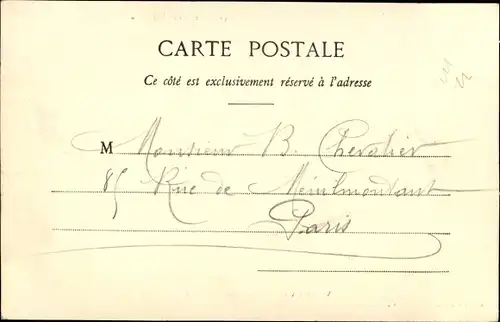 CARTE POSTALE
Ce côté est exclusivement réservé à l'adresse
M Monsieur B. Chevalier
85 Rue de Ménilmontant
Paris